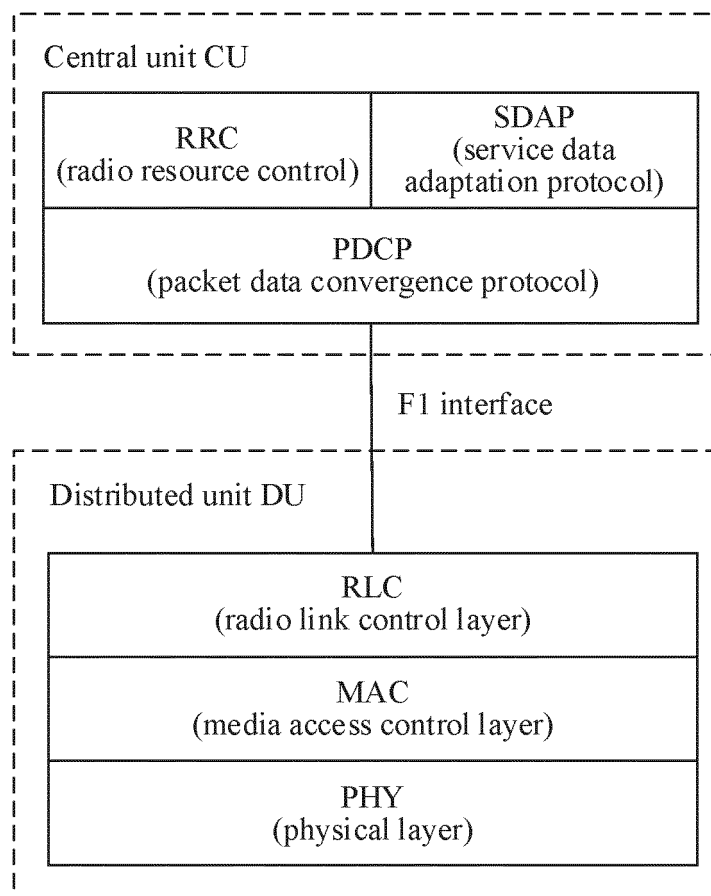 Central unit CU
RRC
(radio resource control)
SDAP
(service data
adaptation protocol)
PDCP
(packet data convergence protocol)
F1 interface
Distributed unit DU
RLC
(radio link control layer)
MAC
(media access control layer)
PHY
(physical layer)